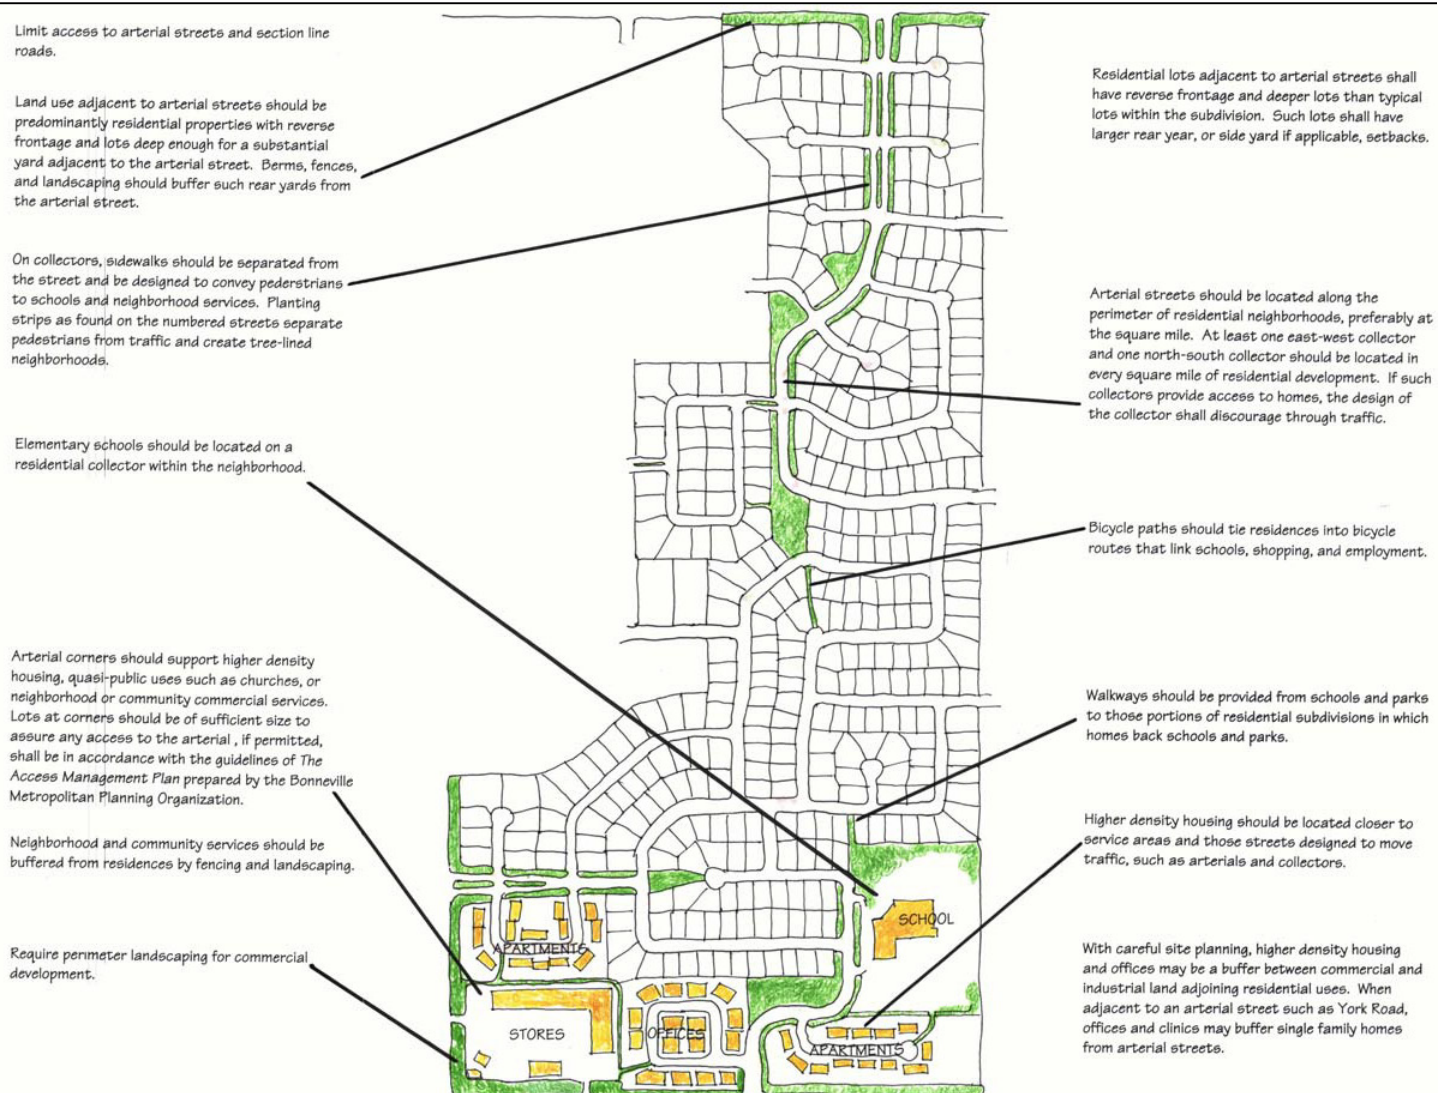 Limit access to arterial streets and section line
roads.
Land use adjacent to arterial streets should be
predominantly residential properties with reverse
frontage and lots deep enough for a substantial
yard adjacent to the arterial street.  Berms, fences,
and landscaping should buffer such rear yards from
the arterial street.
On collectors, sidewalks should be separated from
the street and be designed to convey pederstrians
to schools and neighborhood services.  Planting
strips as found on the numbered streets separate
pedestrians from traffic and create tree-lined
neighborhoods.
Elementary schools should be located on a
residential collector within the neighborhood.
Arterial corners should support higher density
housing, quasi-public uses such as churches, or
neighborhood or community commercial services.
Lots at corners should be of sufficient size to
assure any access to the arterial , if permitted,
shall be in accordance with the guidelines of The
Access Management Plan prepared by the Bonneville
Metropolitan Planning Organization.
Neighborhood and community services should be
buffered from residences by fencing and landscaping.
Require perimeter landscaping for commercial
development.
SCHOOL
APARTMENTS
STORES
OFFICES
APARTMENTS
Residential lots adjacent to arterial streets shall
have reverse frontage and deeper lots than typical
lots within the subdivision.  Such lots shall have
larger rear year, or side yard if applicable, setbacks.
Arterial streets should be located along the
perimeter of residential neighborhoods, preferably at
the square mile.  At least one east-west collector
and one north-south collector should be located in
every square mile of residential development.  If such
collectors provide access to homes, the design of
the collector shall discourage through traffic.
Bicycle paths should tie residences into bicycle
routes that link schools, shopping, and employment.
Walkways should be provided from schools and parks
to those portions of residential subdivisions in which
homes back schools and parks.
Higher density housing should be located closer to
service areas and those streets designed to move
traffic, such as arterials and collectors.
With careful site planning, higher density housing
and offices may be a buffer between commercial and
industrial land adjoining residential uses.  When
adjacent to an arterial street such as York Road,
offices and clinics may buffer single family homes
from arterial streets.